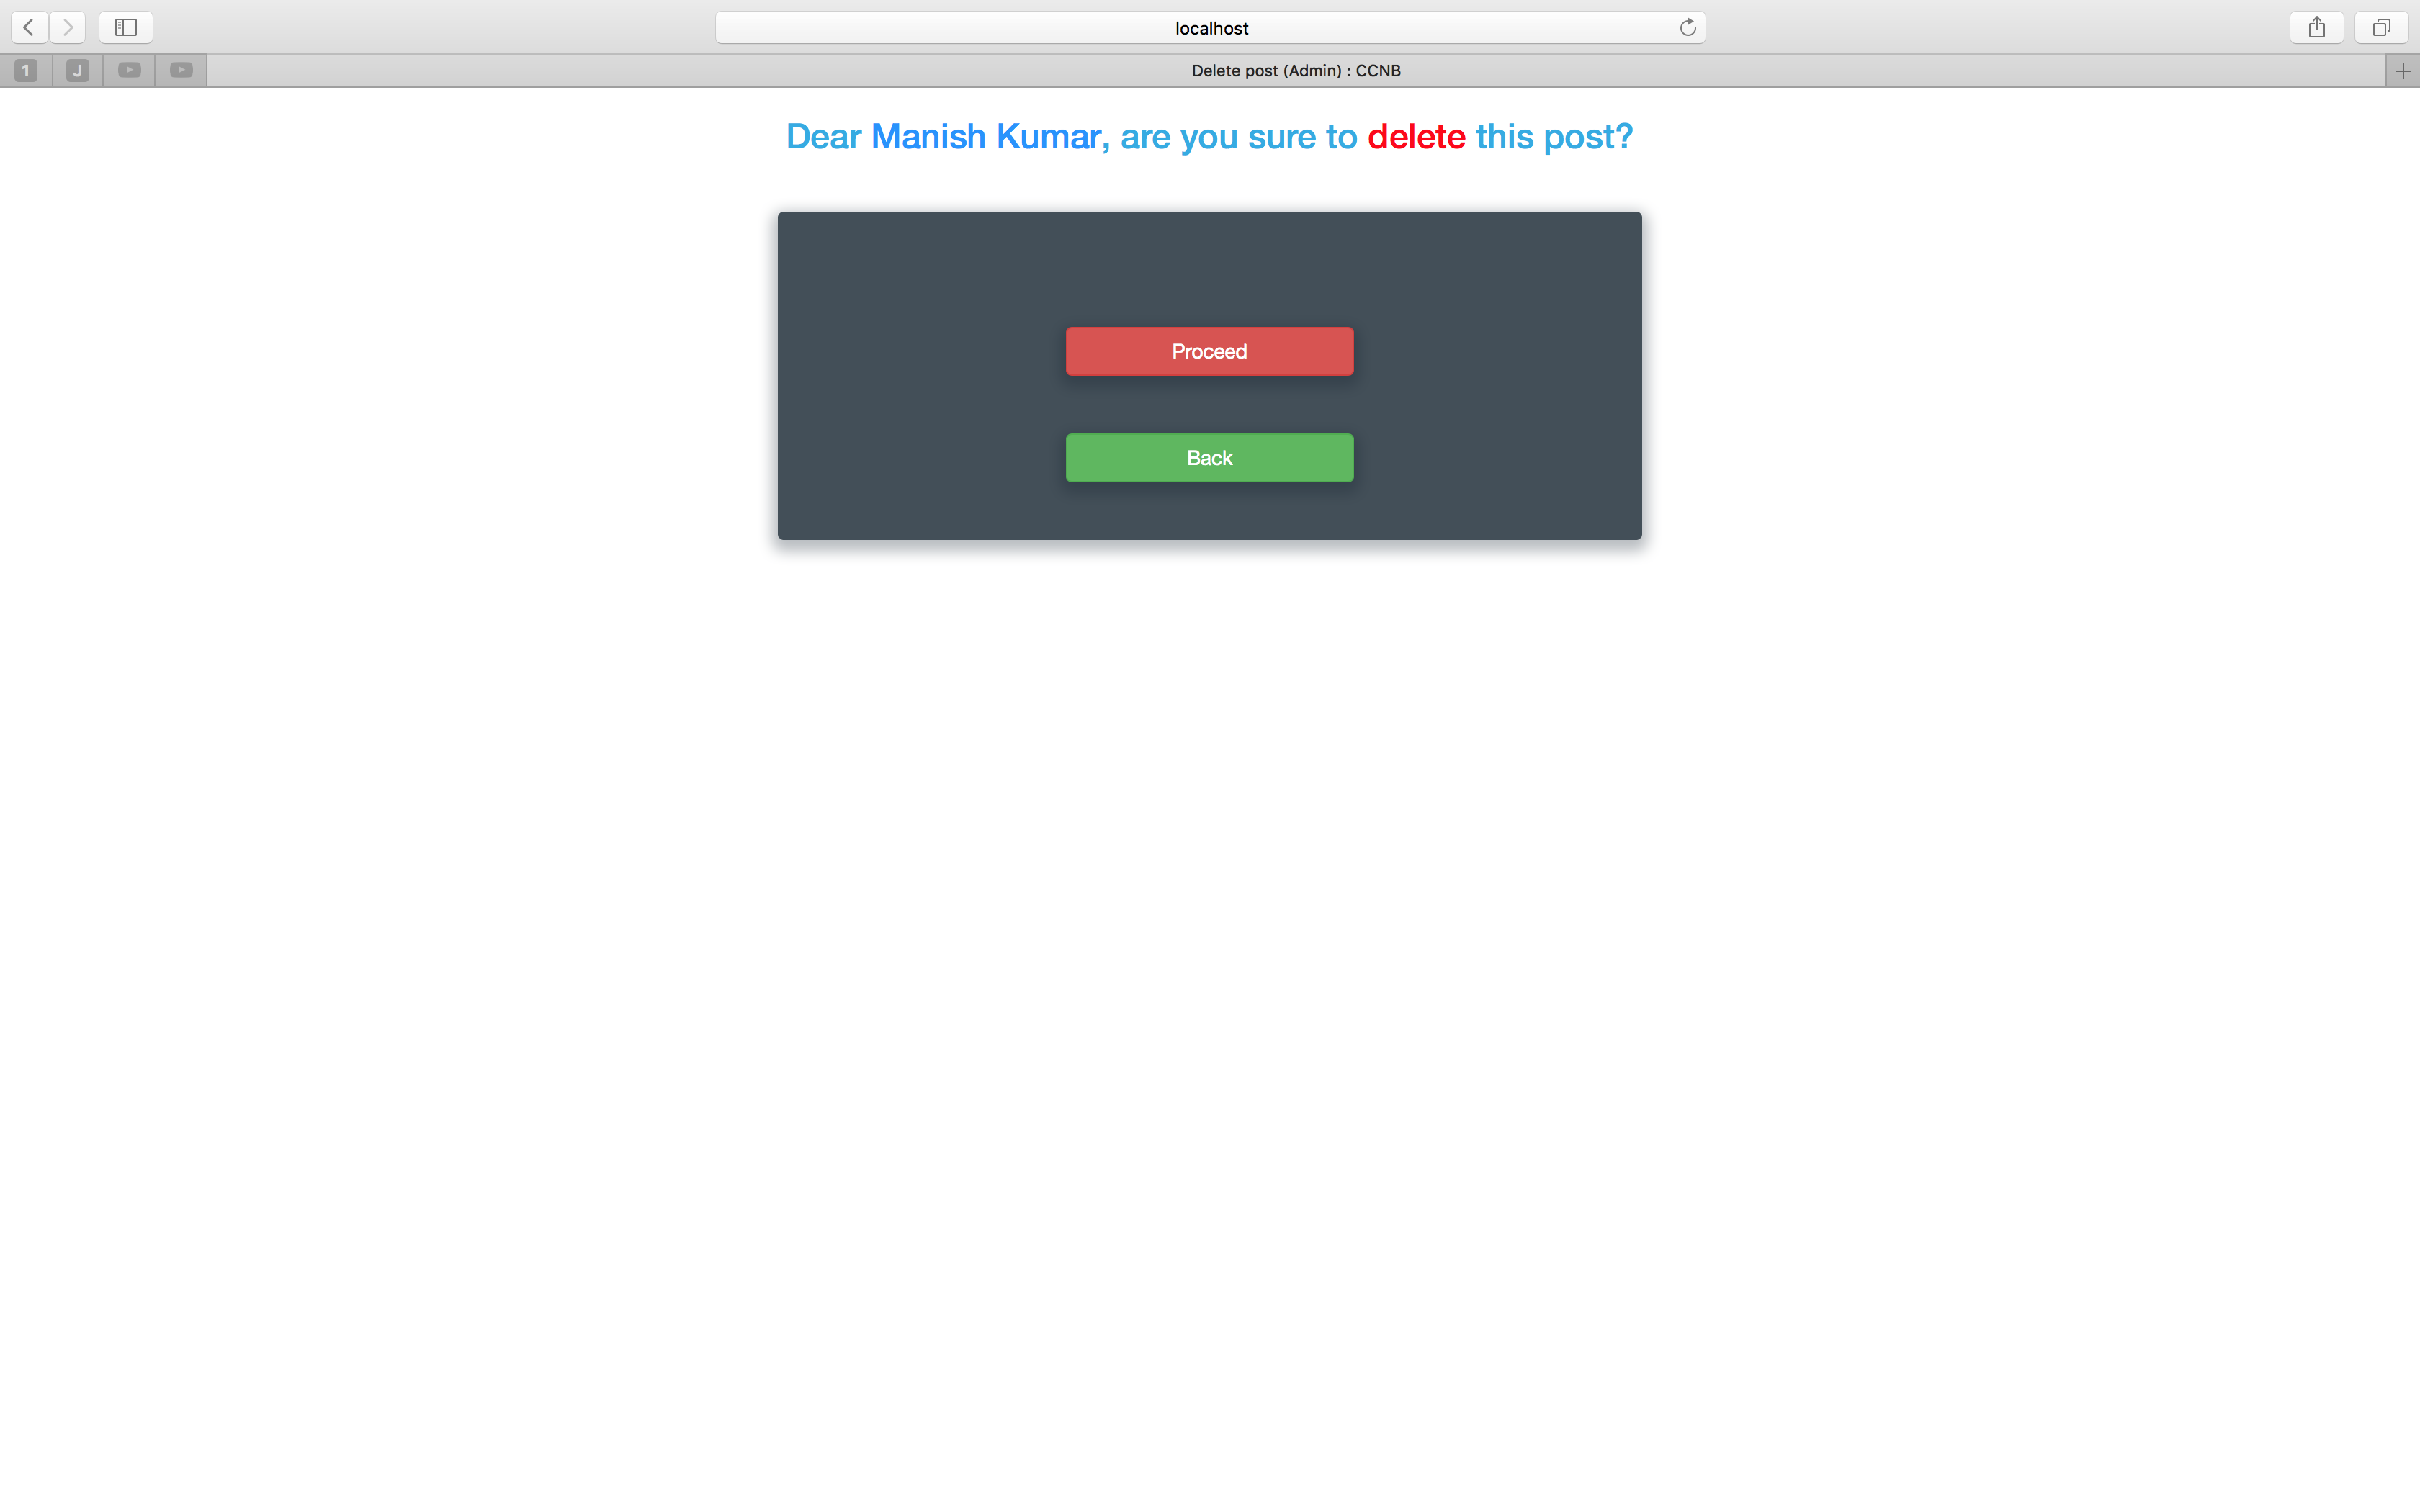 localhost
1
J
Delete post (Admin) : CCNB
Dear Manish Kumar, are you sure to delete this post?
Proceed
Back